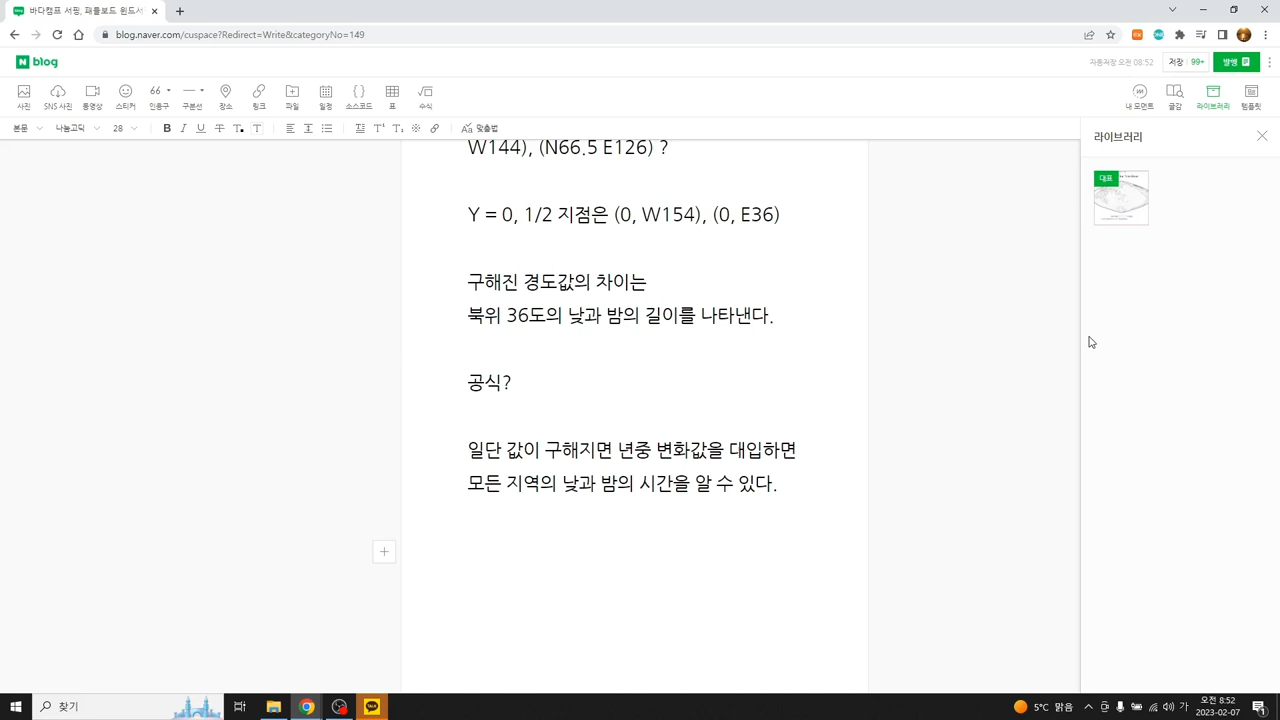 바다캠프 서핑, 패들보드 윈드서
blog.naver.com/cuspace?Redirect=Write&categoryNo=149
N blog
자동저장 오전 08:52
저장 99+
발행
사진 SNS 사진 동영상 스티커 인용구 구분선 장소 링크 파일 일정 소스코드 표 수식
내 모먼트 글감 라이브러리 템플릿
본문 나눔고딕 28 B I U T T T 맞춤법
라이브러리
대표
W144), (N66.5 E126) ?
Y = 0, 1/2 지점은 (0, W154), (0, E36)
구해진 경도값의 차이는
북위 36도의 낮과 밤의 길이를 나타낸다.
공식?
일단 값이 구해지면 년중 변화값을 대입하면
모든 지역의 낮과 밤의 시간을 알 수 있다.
찾기
TALK
5°C 맑음
가
오전 8:52
2023-02-07
1